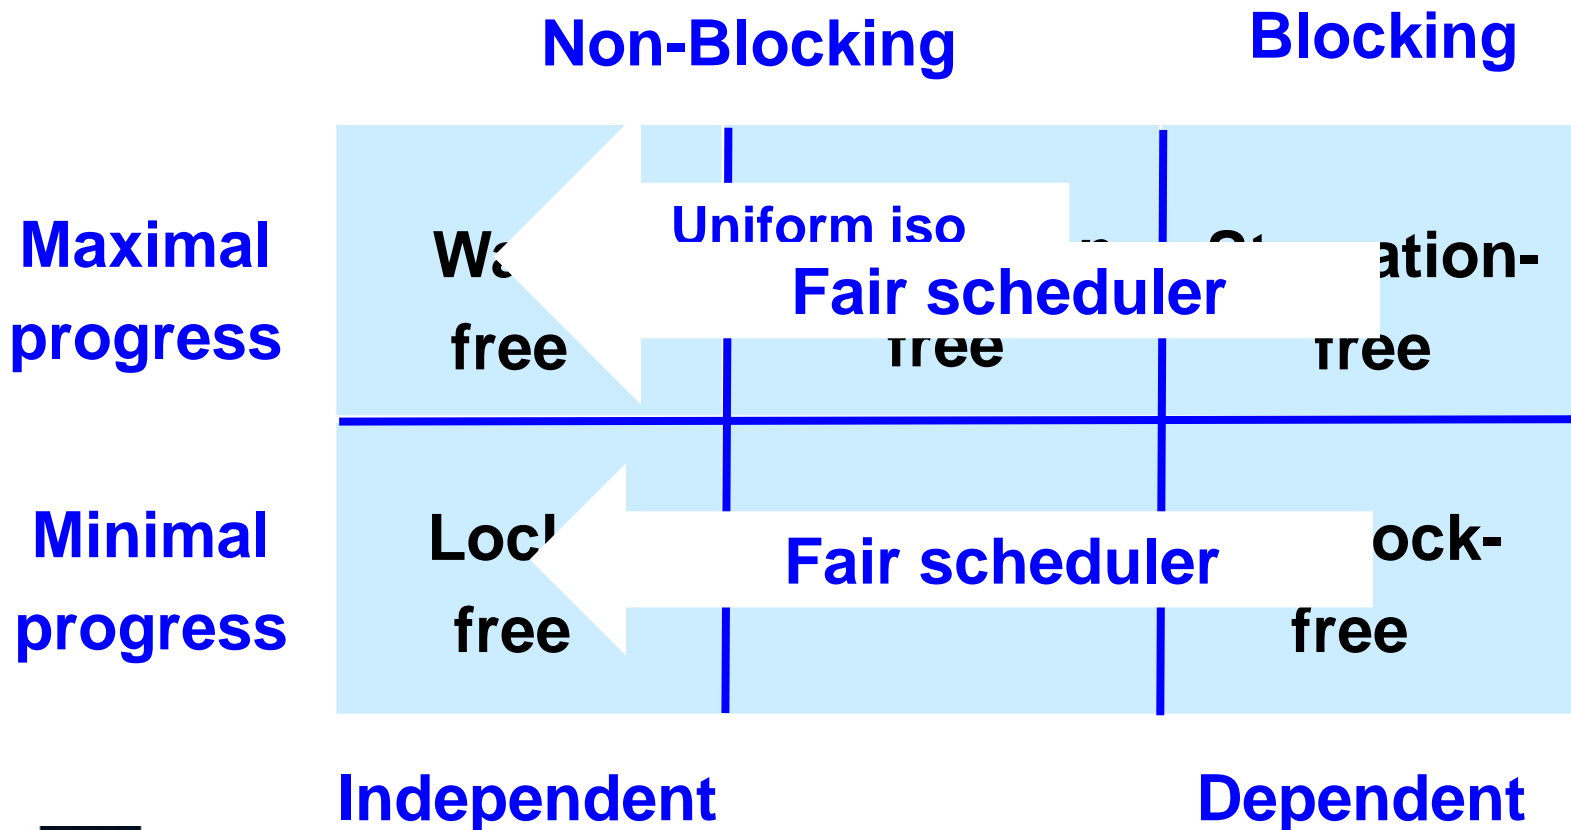 Non-Blocking
Blocking
Maximal
progress
Uniform iso
Fair scheduler
ation-
free
free
free
Minimal
progress
Fair scheduler
ock-
free
free
Independent
Dependent